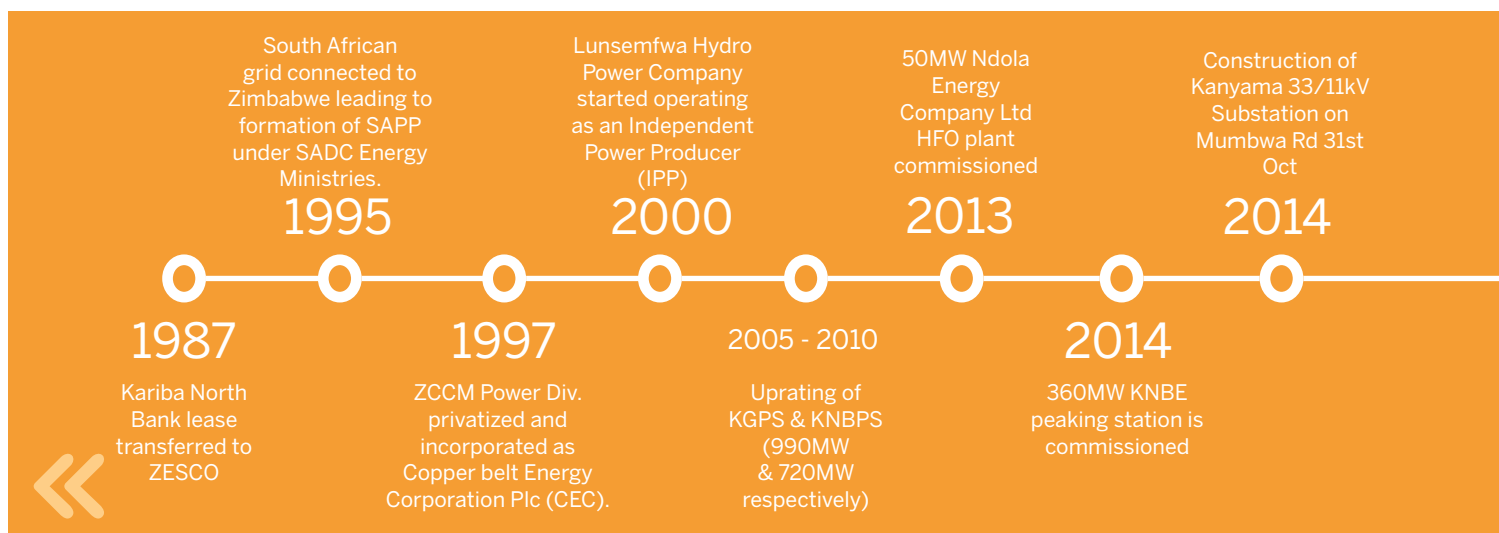 South African
grid connected to
Zimbabwe leading to
formation of SAPP
under SADC Energy
Ministries.
1995
Lunsemfwa Hydro
Power Company
started operating
as an Independent
Power Producer
(IPP)
2000
50MW Ndola
Energy
Company Ltd
HFO plant
commissioned
2013
Construction of
Kanyama 33/11kV
Substation on
Mumbwa Rd 31st
Oct
2014
1987
Kariba North
Bank lease
transferred to
ZESCO
1997
ZCCM Power Div.
privatized and
incorporated as
Copper belt Energy
Corporation Plc (CEC).
2005 - 2010
Uprating of
KGPS & KNBPS
(990MW
& 720MW
respectively)
2014
360MW KNBE
peaking station is
commissioned